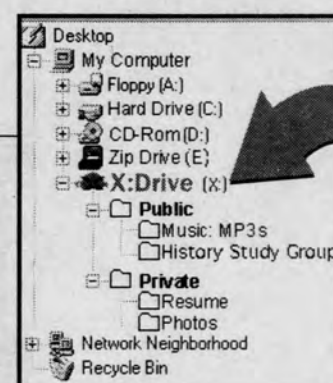 Desktop
My Computer
Floppy (A:)
Hard Drive (C:)
CD-Rom (D:)
Zip Drive (E)
X:Drive (X:)
Public
Music: MP3s
History Study Group
Private
Resume
Photos
Network Neighborhood
Recycle Bin